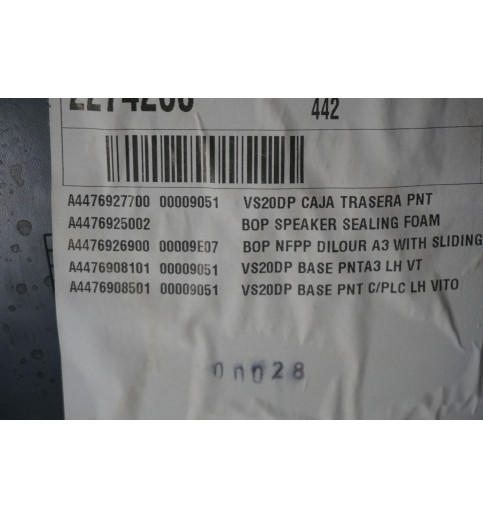 442
A4476927700 00009051 VS20DP CAJA TRASERA PNT
A4476925002 BOP SPEAKER SEALING FOAM
A4476926900 00009E07 BOP NFPP DILOUR A3 WITH SLIDING
A4476908101 00009051 VS20DP BASE PNTA3 LH VT
A4476908501 00009051 VS20DP BASE PNT C/PLC LH VITO
00028